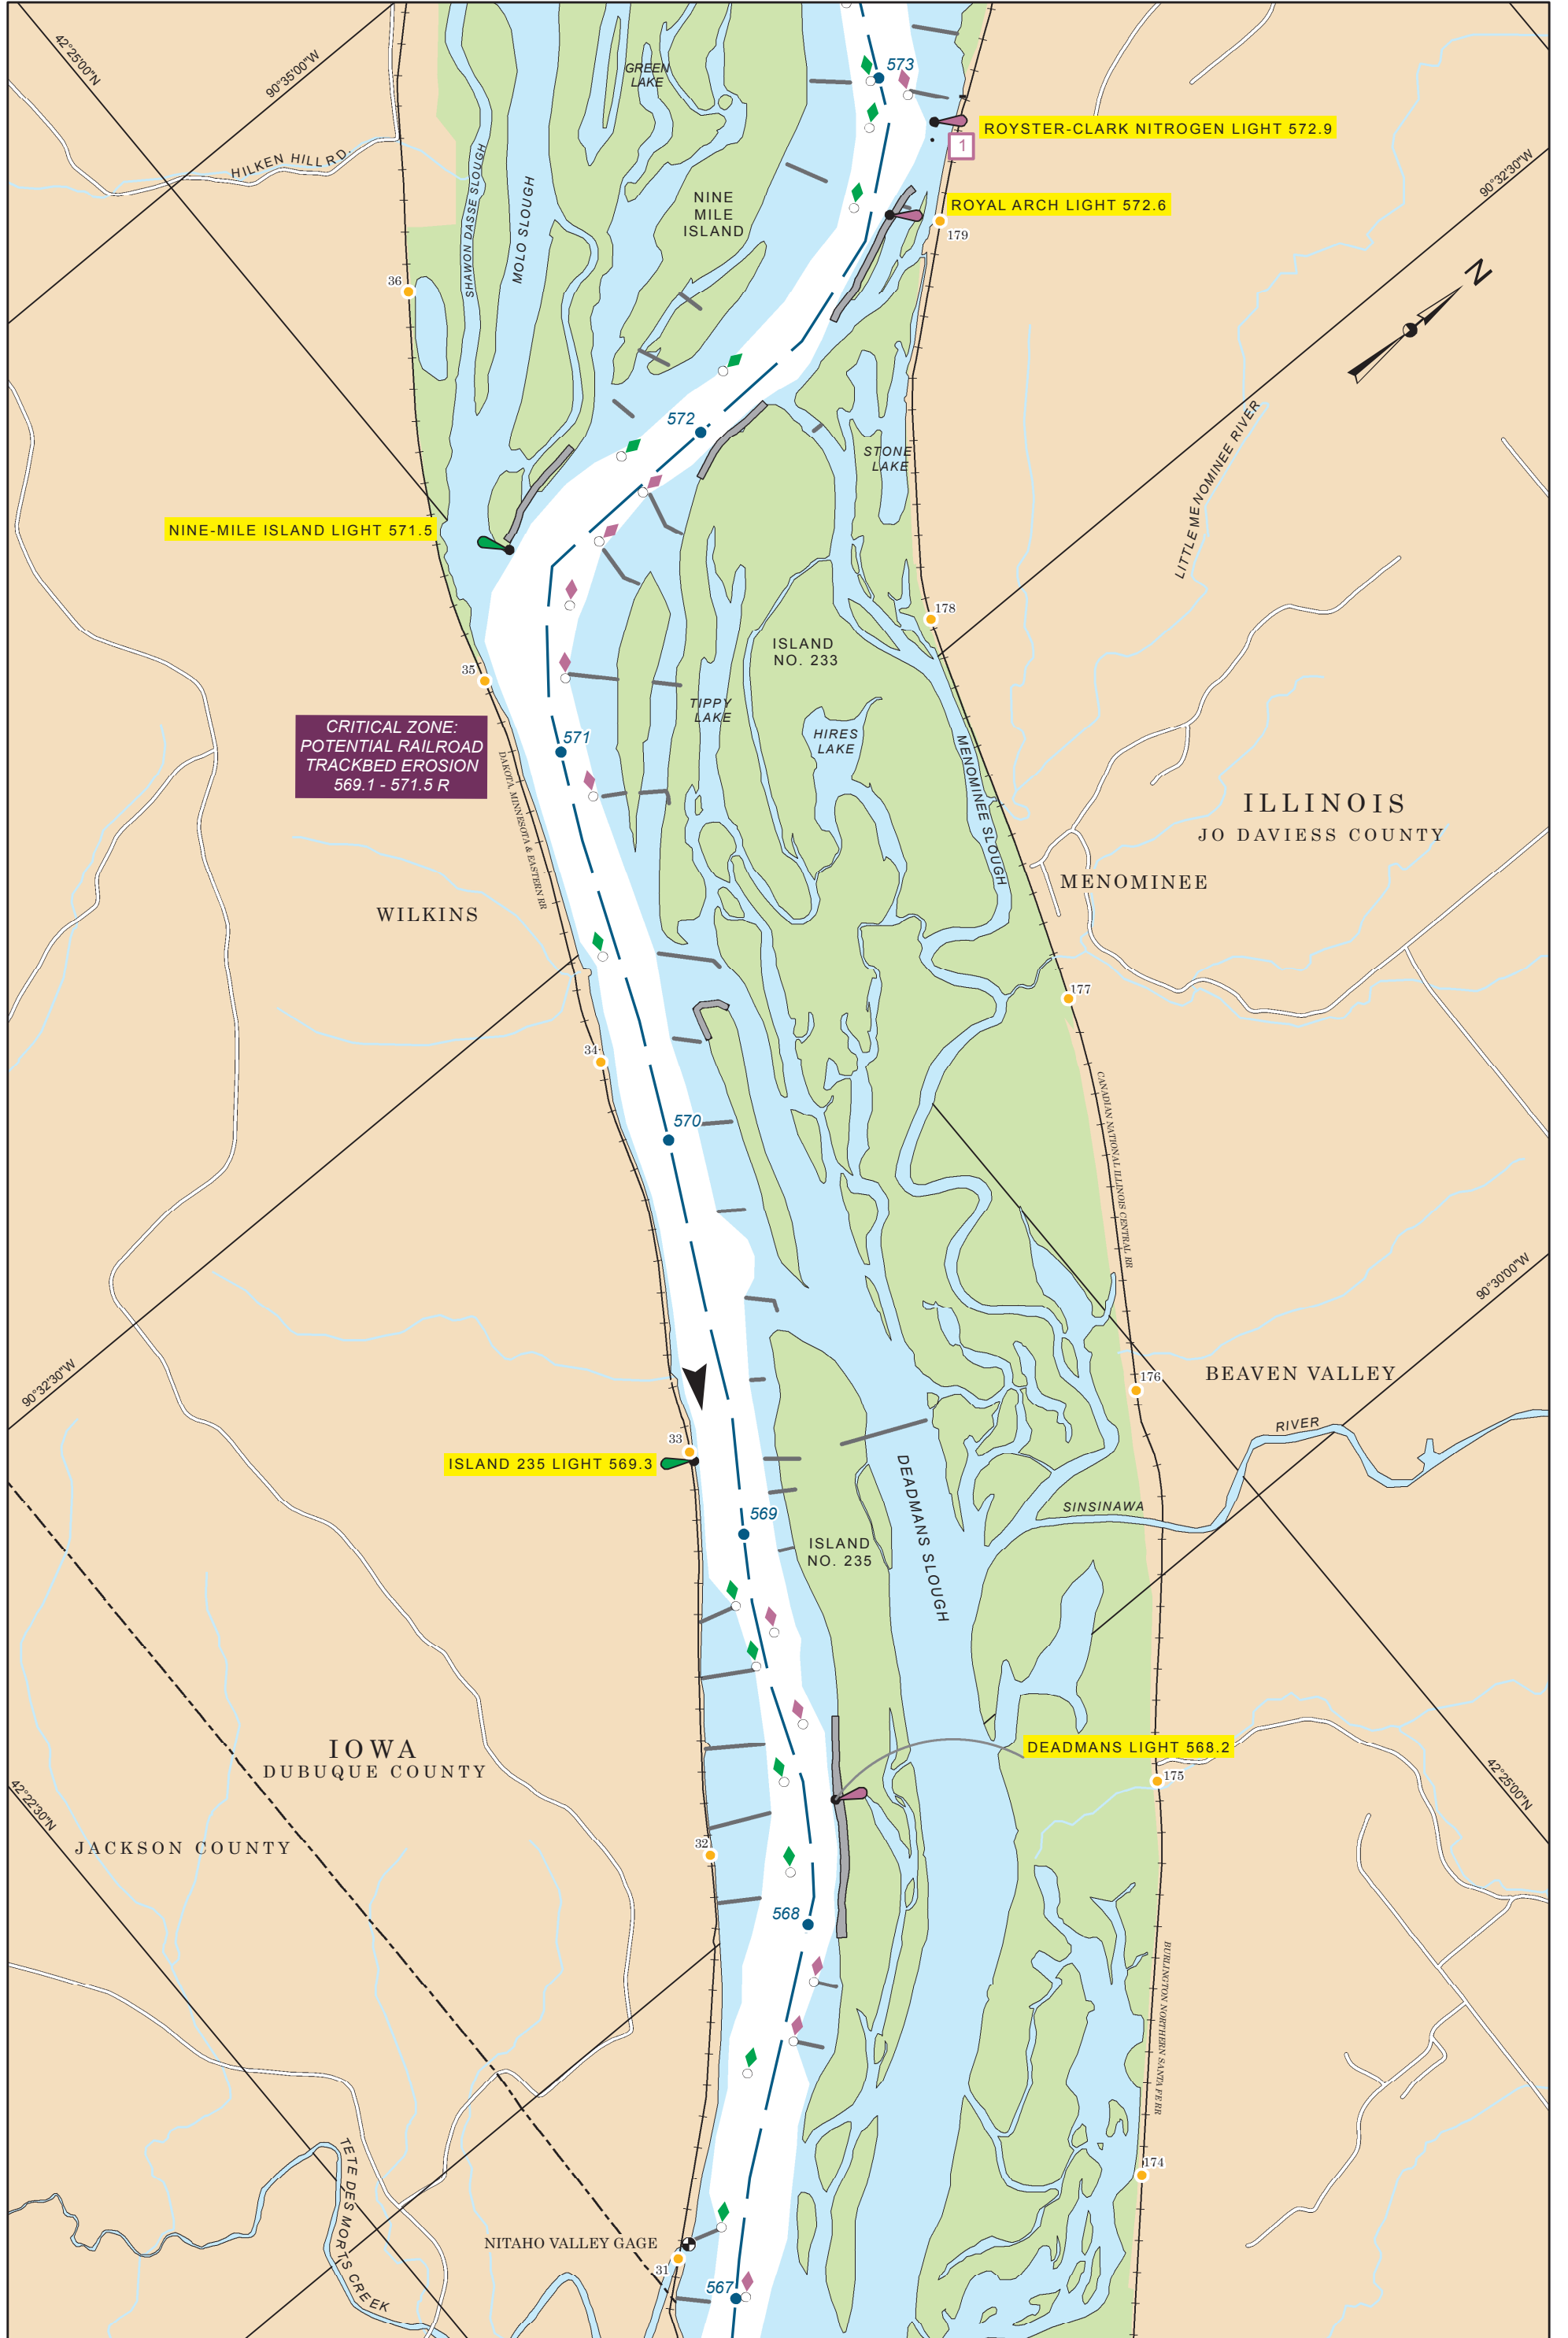 42°25'00"N
90°35'00"W
HILKEN HILL RD.
SHAWON DASSE SLOUGH
MOLO SLOUGH
GREEN
LAKE
NINE
MILE
ISLAND
573
ROYSTER-CLARK NITROGEN LIGHT 572.9
1
ROYAL ARCH LIGHT 572.6
179
90°32'30"W
N
36
572
STONE
LAKE
LITTLE MENOMINEE RIVER
NINE-MILE ISLAND LIGHT 571.5
178
ISLAND
NO. 233
35
TIPPY
LAKE
HIRES
LAKE
CRITICAL ZONE:
POTENTIAL RAILROAD
TRACKBED EROSION
569.1 - 571.5 R
571
DAKOTA, MINNESOTA & EASTERN RR
MENOMINEE SLOUGH
ILLINOIS
JO DAVIESS COUNTY
MENOMINEE
WILKINS
177
34
570
CANADIAN NATIONAL ILLINOIS CENTRAL RR
90°30'00"W
90°32'30"W
176
BEAVEN VALLEY
RIVER
33
ISLAND 235 LIGHT 569.3
569
SINSINAWA
DEADMANS SLOUGH
ISLAND
NO. 235
IOWA
DUBUQUE COUNTY
DEADMANS LIGHT 568.2
175
42°25'00"N
42°22'30"N
JACKSON COUNTY
32
568
BURLINGTON NORTHERN SANTA FE RR
174
TETE DES MORTS CREEK
NITAHO VALLEY GAGE
31
567